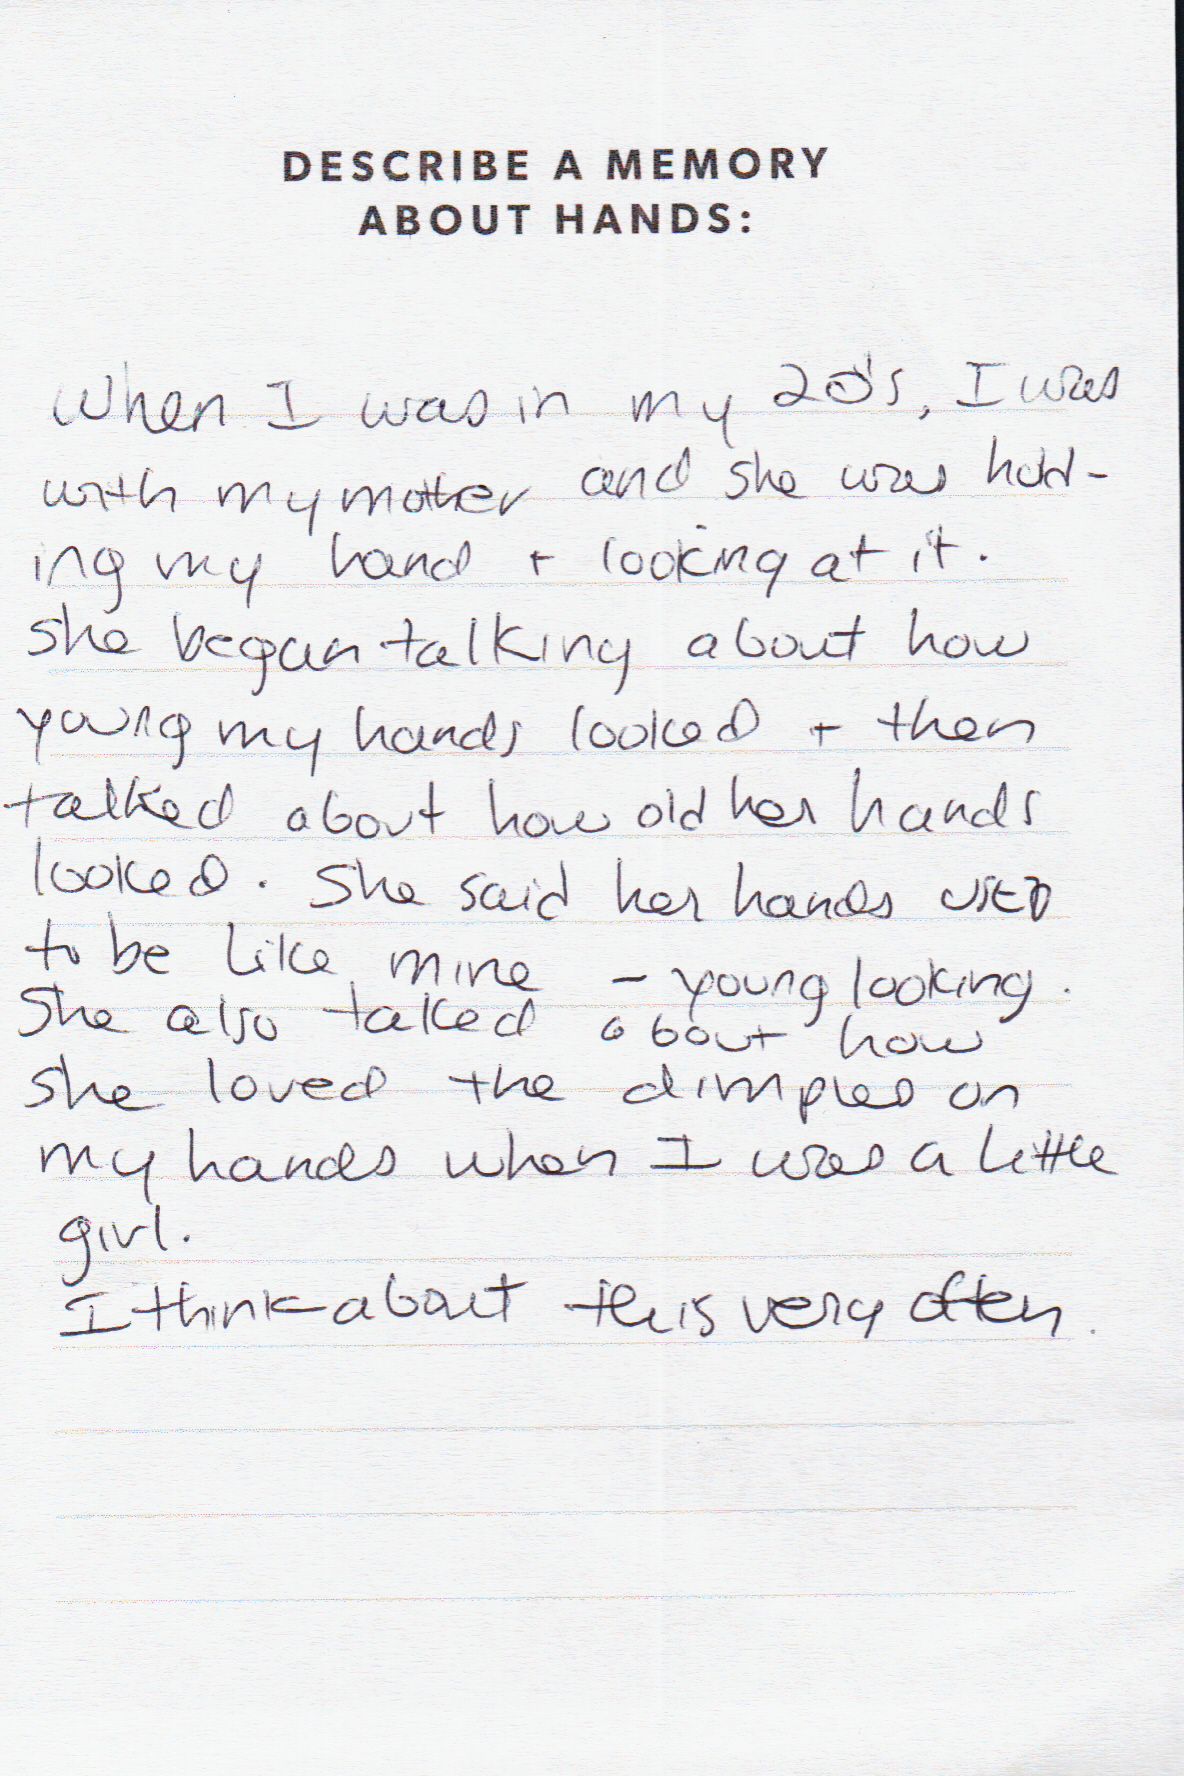 DESCRIBE A MEMORY
ABOUT HANDS:
When I was in my 20's, I was
with my mother and she was hold-
ing my hand + looking at it.
She began talking about how
young my hands looked + then
talked about how old her hands
looked. She said her hands used
to be like mine - young looking.
She also talked about how
she loved the dimples on
my hands when I was a little
girl.
I think about this very often.